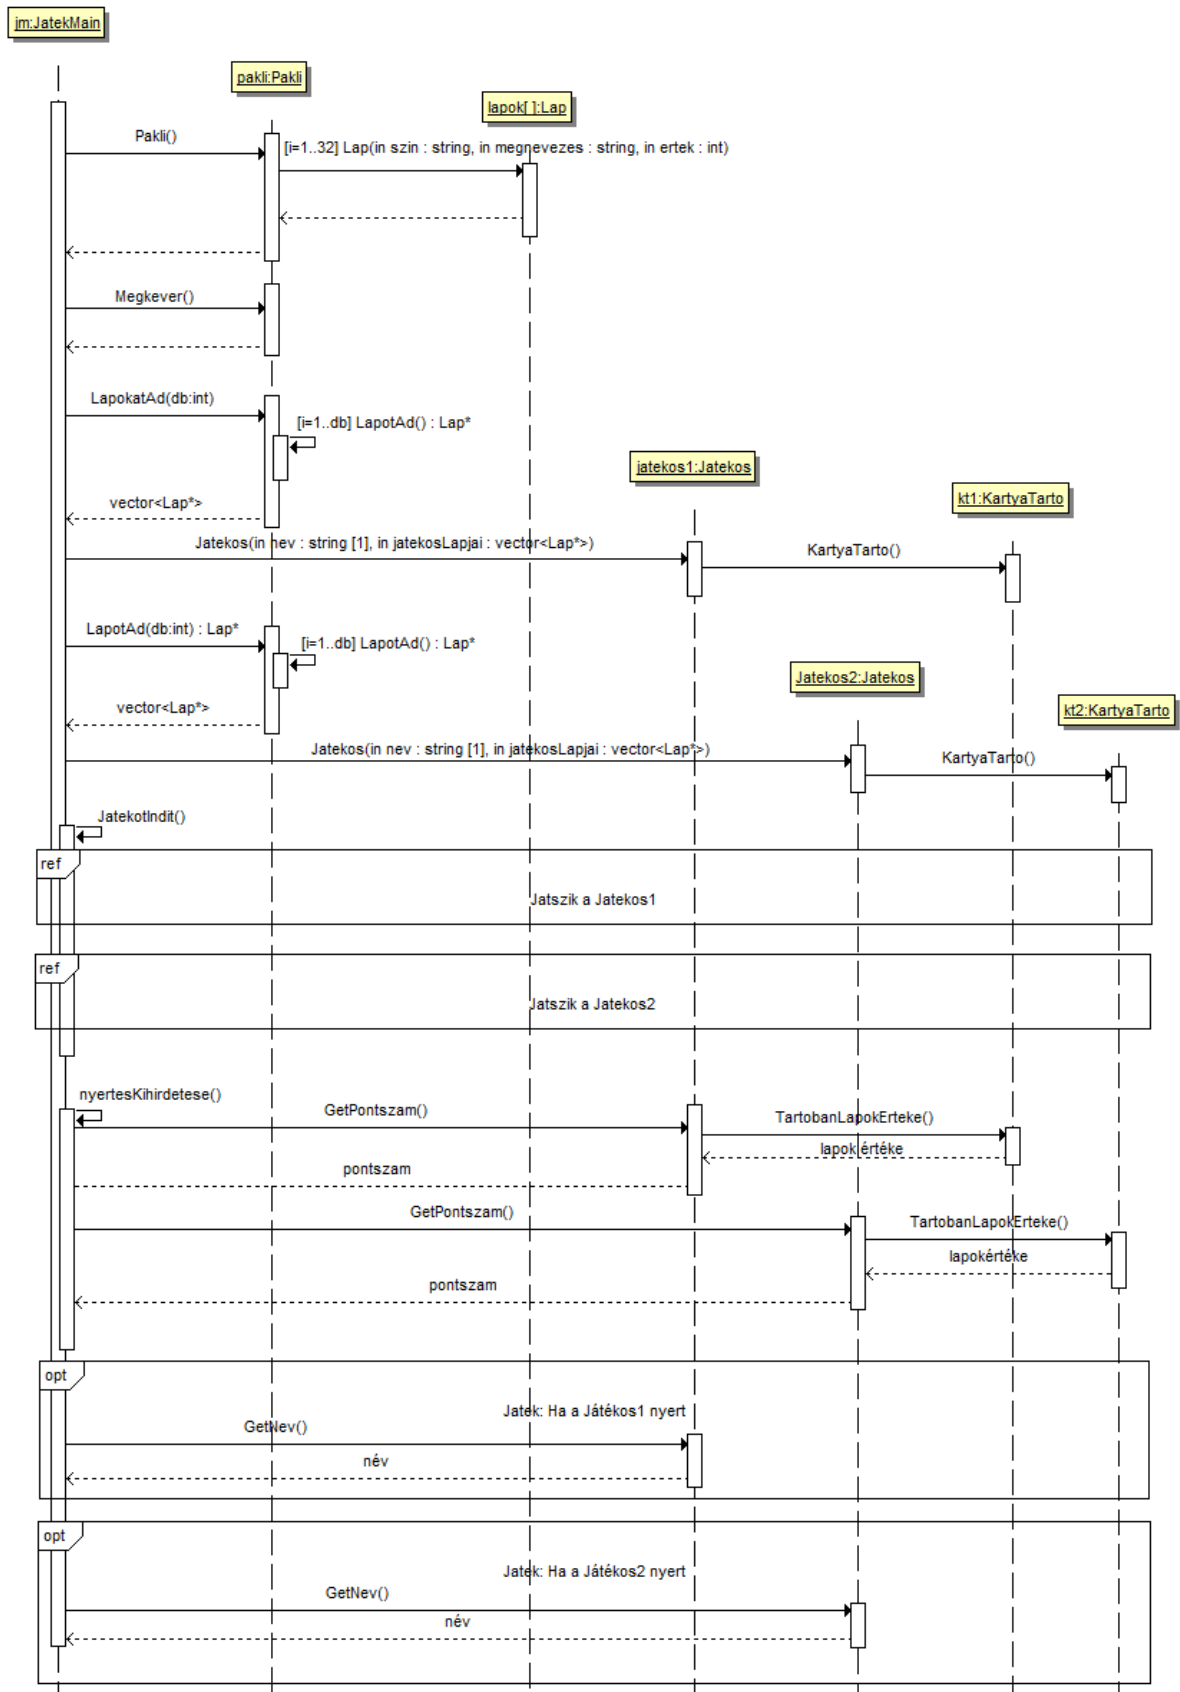 jm:JatekMain
pakli:Pakli
lapok[ ]:Lap
Pakli()
[i=1..32] Lap(in szin : string, in megnevezes : string, in ertek : int)
Megkever()
LapokatAd(db:int)
[i=1..db] LapotAd() : Lap*
jatekos1:Jatekos
kt1:KartyaTarto
vector<Lap*>
Jatekos(in nev : string [1], in jatekosLapjai : vector<Lap*>)
KartyaTarto()
LapotAd(db:int) : Lap*
[i=1..db] LapotAd() : Lap*
Jatekos2:Jatekos
kt2:KartyaTarto
vector<Lap*>
Jatekos(in nev : string [1], in jatekosLapjai : vector<Lap*>)
KartyaTarto()
JatekotIndit()
ref
Jatszik a Jatekos1
ref
Jatszik a Jatekos2
nyertesKihirdetese()
GetPontszam()
TartobanLapokErteke()
lapok értéke
pontszam
GetPontszam()
TartobanLapokErteke()
lapokértéke
pontszam
opt
Jatek: Ha a Játékos1 nyert
GetNev()
név
opt
Jatek: Ha a Játékos2 nyert
GetNev()
név